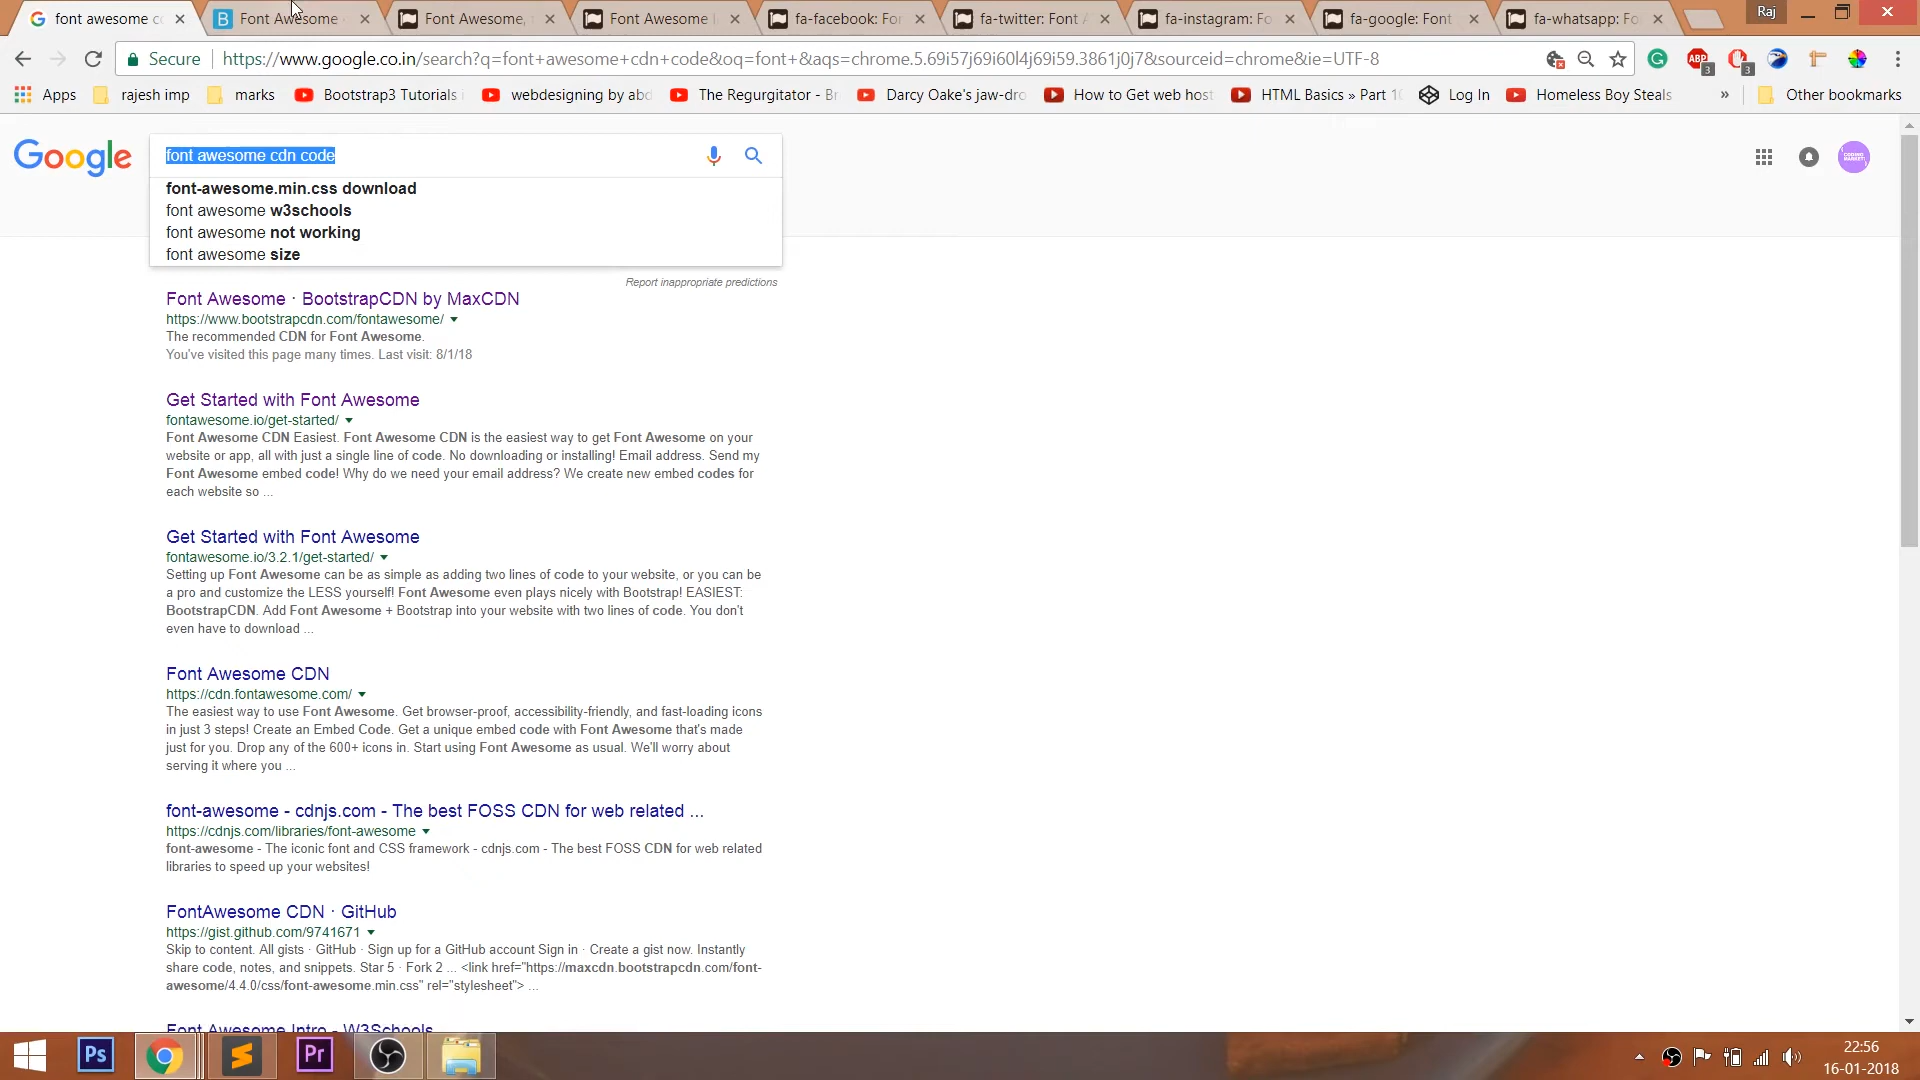 font awesome c
Font Awesome
Font Awesome,
Font Awesome
fa-facebook: Fo
fa-twitter: Font
fa-instagram: Fo
fa-google: Font
fa-whatsapp: Fo
Raj
Secure
https://www.google.co.in/search?q=font+awesome+cdn+code&oq=font+&aqs=chrome.5.69i57j69i60l4j69i59.3861j0j7&sourceid=chrome&ie=UTF-8
ABP
3
3
Apps
rajesh imp
marks
Bootstrap3 Tutorials
webdesigning by abd
The Regurgitator - Br
Darcy Oake's jaw-dro
How to Get web host
HTML Basics » Part 10
Log In
Homeless Boy Steals
»
Other bookmarks
Google
font awesome cdn code
font-awesome.min.css download
font awesome w3schools
font awesome not working
font awesome size
Report inappropriate predictions
CODING MARKET
Font Awesome · BootstrapCDN by MaxCDN
https://www.bootstrapcdn.com/fontawesome/
The recommended CDN for Font Awesome.
You've visited this page many times. Last visit: 8/1/18
Get Started with Font Awesome
fontawesome.io/get-started/
Font Awesome CDN Easiest. Font Awesome CDN is the easiest way to get Font Awesome on your
website or app, all with just a single line of code. No downloading or installing! Email address. Send my
Font Awesome embed code! Why do we need your email address? We create new embed codes for
each website so ...
Get Started with Font Awesome
fontawesome.io/3.2.1/get-started/
Setting up Font Awesome can be as simple as adding two lines of code to your website, or you can be
a pro and customize the LESS yourself! Font Awesome even plays nicely with Bootstrap! EASIEST:
BootstrapCDN. Add Font Awesome + Bootstrap into your website with two lines of code. You don't
even have to download ...
Font Awesome CDN
https://cdn.fontawesome.com/
The easiest way to use Font Awesome. Get browser-proof, accessibility-friendly, and fast-loading icons
in just 3 steps! Create an Embed Code. Get a unique embed code with Font Awesome that's made
just for you. Drop any of the 600+ icons in. Start using Font Awesome as usual. We'll worry about
serving it where you ...
font-awesome - cdnjs.com - The best FOSS CDN for web related ...
https://cdnjs.com/libraries/font-awesome
font-awesome - The iconic font and CSS framework - cdnjs.com - The best FOSS CDN for web related
libraries to speed up your websites!
FontAwesome CDN · GitHub
https://gist.github.com/9741671
Skip to content. All gists · GitHub · Sign up for a GitHub account Sign in · Create a gist now. Instantly
share code, notes, and snippets. Star 5 · Fork 2 ... <link href="https://maxcdn.bootstrapcdn.com/font-
awesome/4.4.0/css/font-awesome.min.css" rel="stylesheet"> ...
Font Awesome Intro - W3Schools
Ps
Pr
22:56
16-01-2018